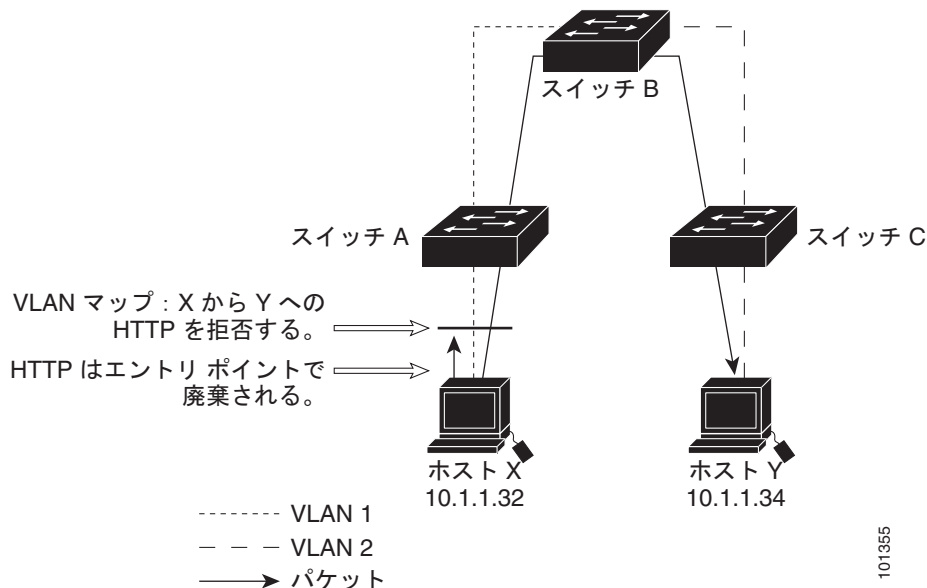 スイッチ B
スイッチ A
スイッチ C
VLAN マップ : X から Y への
HTTP を拒否する。
HTTP はエントリ ポイントで
廃棄される。
ホスト X
10.1.1.32
ホスト Y
10.1.1.34
VLAN 1
VLAN 2
パケット
101355